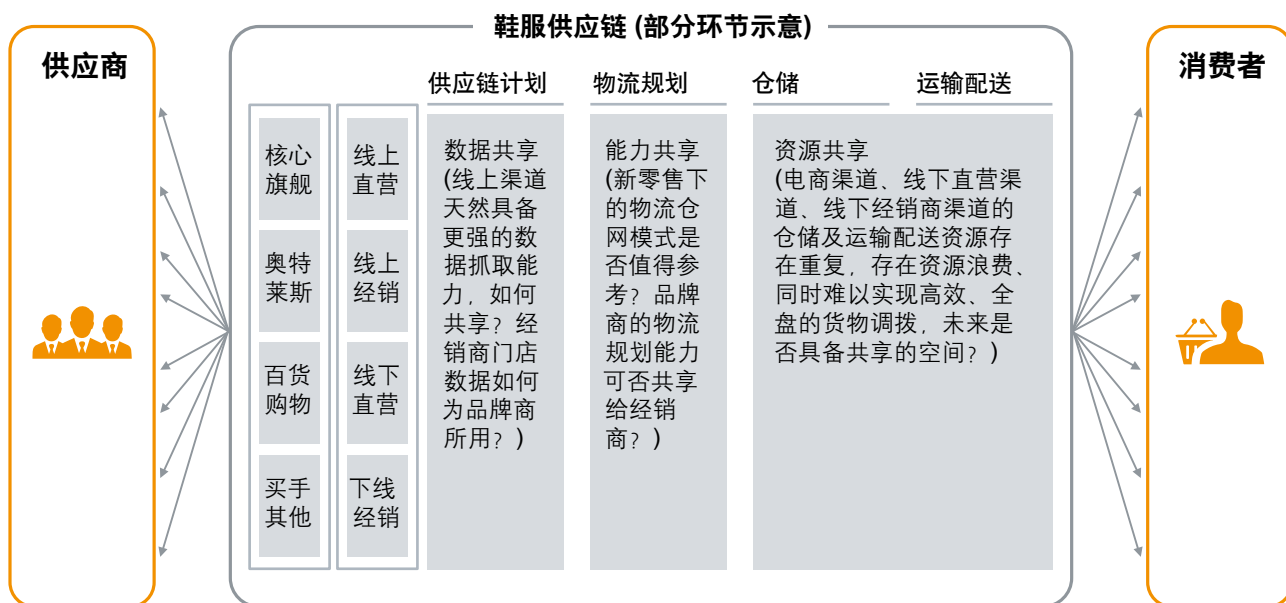 鞋服供应链 (部分环节示意)
供应商
消费者
供应链计划
物流规划
仓储
运输配送
核心
旗舰
奥特
莱斯
百货
购物
买手
其他
线上
直营
线上
经销
线下
直营
下线
经销
数据共享
(线上渠道
天然具备
更强的数
据抓取能
力，如何
共享？经
销商门店
数据如何
为品牌商
所用？)
能力共享
(新零售下
的物流仓
网模式是
否值得参
考？品牌
商的物流
规划能力
可否共享
给经销
商？)
资源共享
(电商渠道、线下直营渠
道、线下经销商渠道的
仓储及运输配送资源存
在重复，存在资源浪费、
同时难以实现高效、全
盘的货物调拨，未来是
否具备共享的空间？)